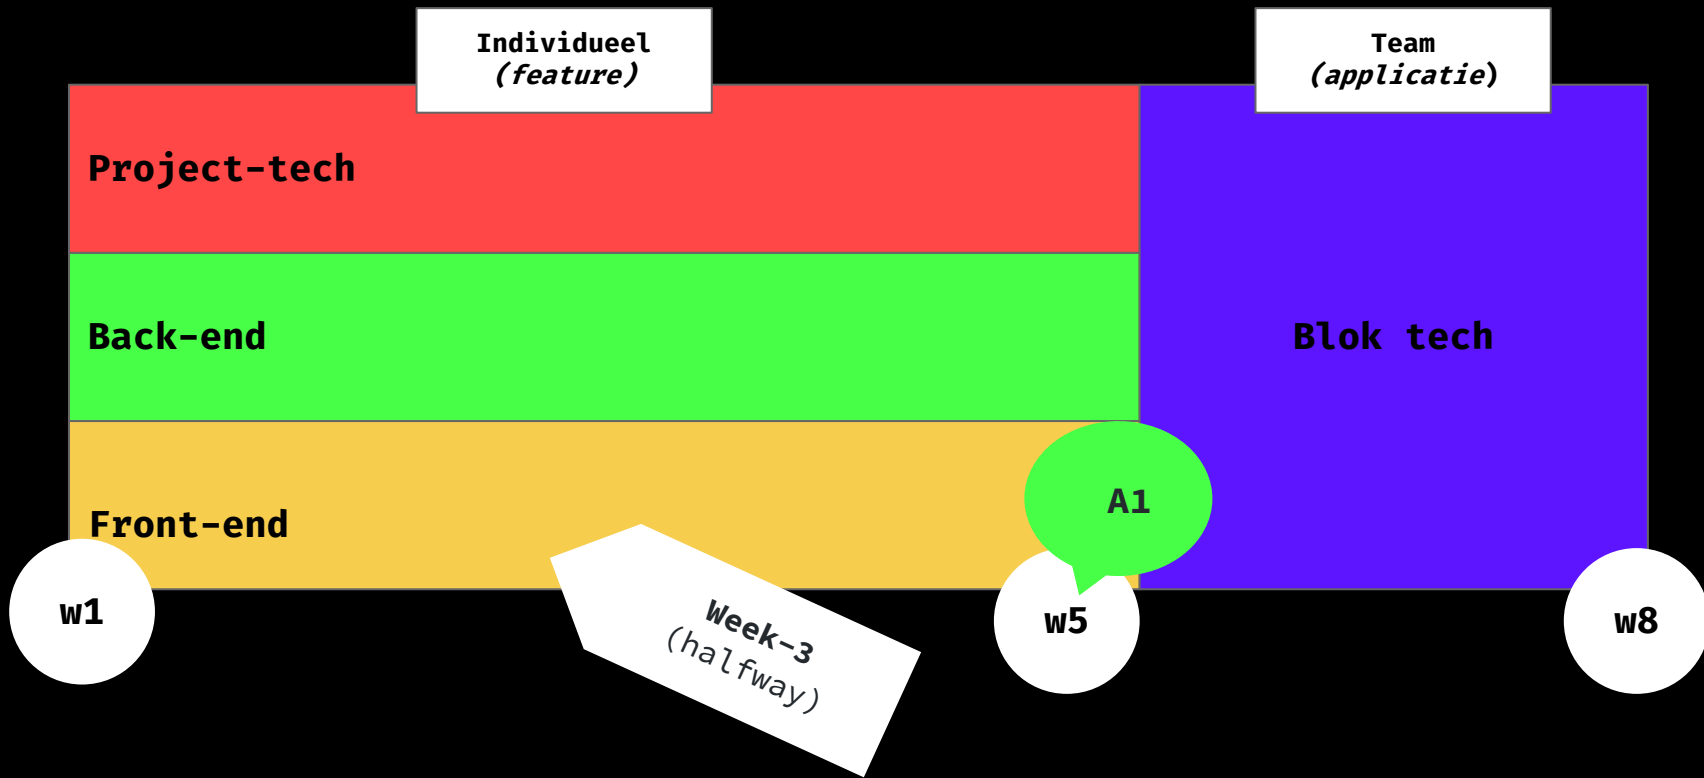 Individueel
(feature)
Team
(applicatie)
Project-tech
Back-end
Blok tech
Front-end
A1
w1
Week-3
(halfway)
w5
w8